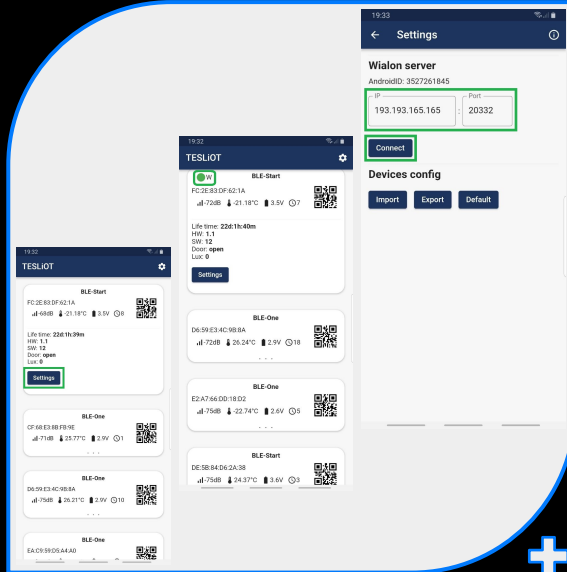 19:32
TESLiOT
BLE-Start
FC:2E:83:DF:62:1A
-68dB -21.18°C 3.5V 8
Life time: 22d:1h:39m
HW: 1.1
SW: 12
Door: open
Lux: 0
Settings
BLE-One
CF:68:E3:8B:FB:9E
-71dB 25.77°C 2.9V 1
. . .
BLE-One
D6:59:E3:4C:9B:8A
-75dB 26.21°C 2.9V 10
. . .
BLE-One
EA:C9:59:D5:A4:A0
19:32
TESLiOT
W BLE-Start
FC:2E:83:DF:62:1A
-72dB -21.18°C 3.5V 7
Life time: 22d:1h:40m
HW: 1.1
SW: 12
Door: open
Lux: 0
Settings
BLE-One
D6:59:E3:4C:9B:8A
-72dB 26.24°C 2.9V 18
. . .
BLE-One
E2:A7:66:DD:18:D2
-75dB -22.74°C 2.6V 5
. . .
BLE-Start
DE:5B:84:D6:2A:38
-75dB 24.37°C 3.6V 3
19:33
Settings
Wialon server
AndroidID: 3527261845
IP Port
193.193.165.165 : 20332
Connect
Devices config
Import Export Default